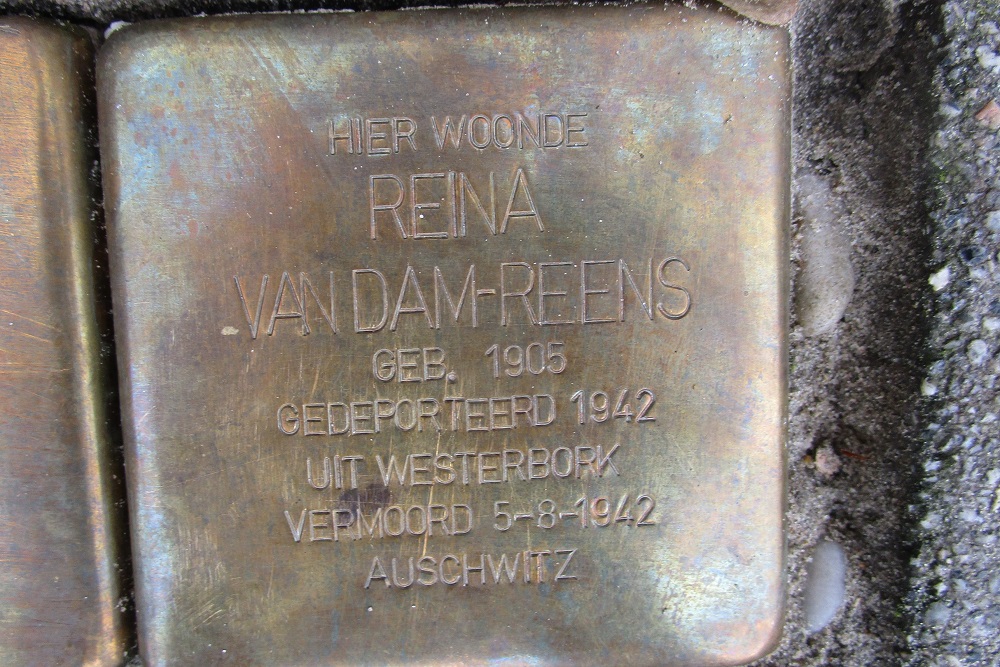 HIER WOONDE
REINA
VAN DAM-REENS
GEB. 1905
GEDEPORTEERD 1942
UIT WESTERBORK
VERMOORD 5-8-1942
AUSCHWITZ